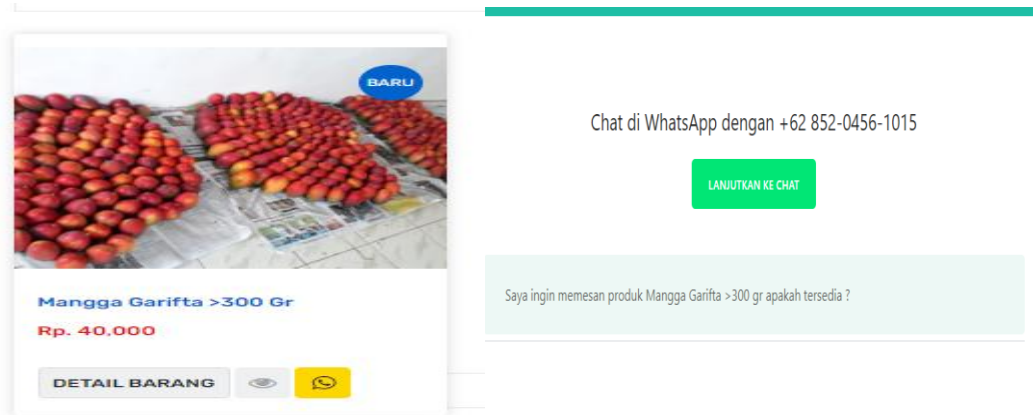 BARU
Mangga Garifta >300 Gr
Rp. 40.000
DETAIL BARANG
Chat di WhatsApp dengan +62 852-0456-1015
LANJUTKAN KE CHAT
Saya ingin memesan produk Mangga Garifta >300 gr apakah tersedia ?